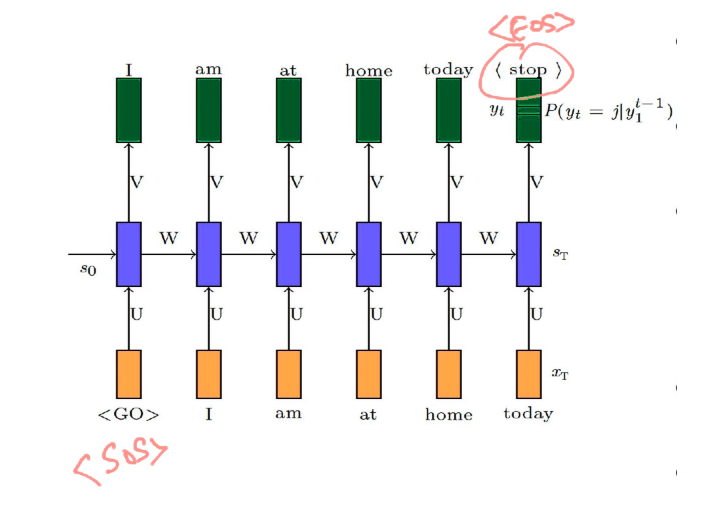 <EOS>
I am at home today ⟨ stop ⟩
y_t P(y_t = j|y_1^{t−1})
V V V V V V
W W W W W
s_0 s_T
U U U U U U
x_T
<GO> I am at home today
<SOS>